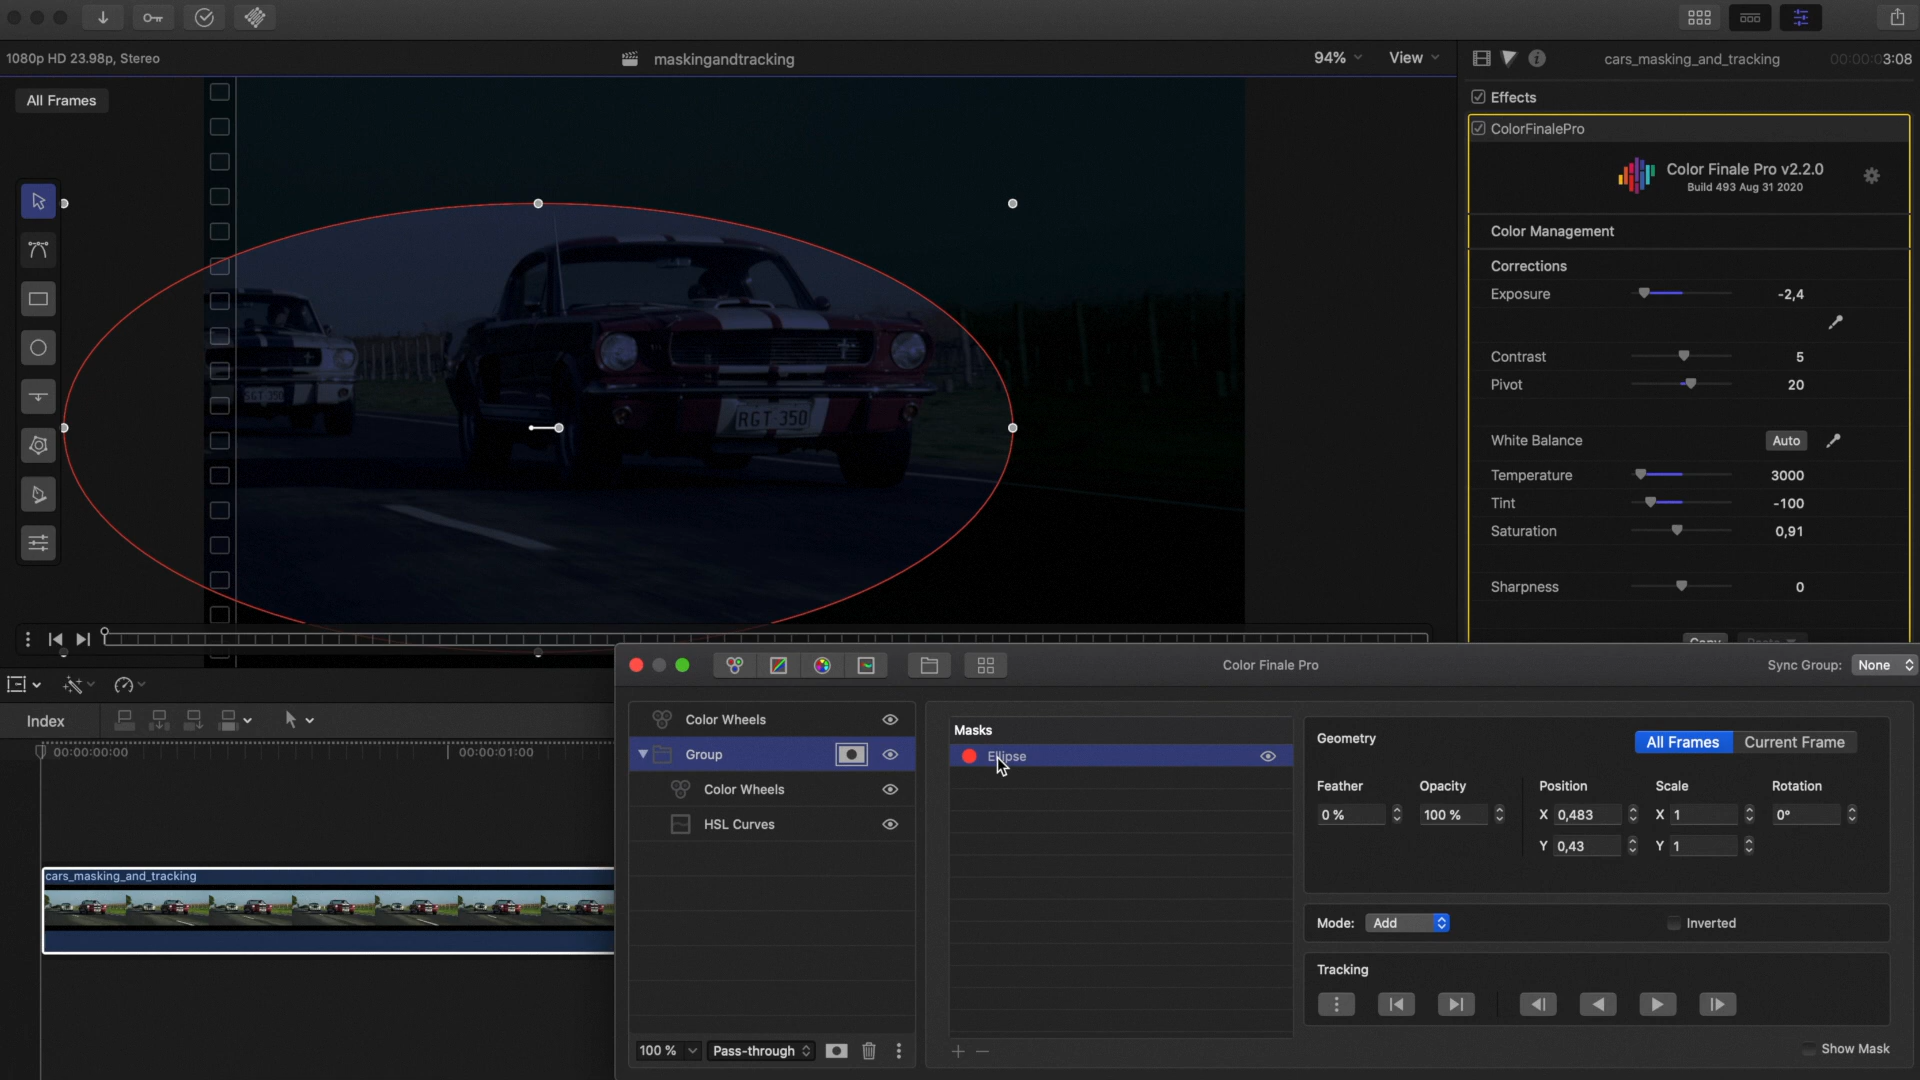 1080p HD 23.98p, Stereo
maskingandtracking
94%
View
cars_masking_and_tracking
00:00:03:08
All Frames
Effects
ColorFinalePro
Color Finale Pro v2.2.0
Build 493 Aug 31 2020
Color Management
Corrections
Exposure -2,4
Contrast 5
Pivot 20
White Balance Auto
Temperature 3000
Tint -100
Saturation 0,91
Sharpness 0
Copy Paste
RGT-350
Color Finale Pro
Sync Group: None
Index
00:00:00:00
00:00:01:00
cars_masking_and_tracking
Color Wheels
Group
Color Wheels
HSL Curves
100 %
Pass-through
Masks
Ellipse
Geometry
All Frames Current Frame
Feather Opacity Position Scale Rotation
0 % 100 % X 0,483 X 1 0°
Y 0,43 Y 1
Mode: Add
Inverted
Tracking
Show Mask